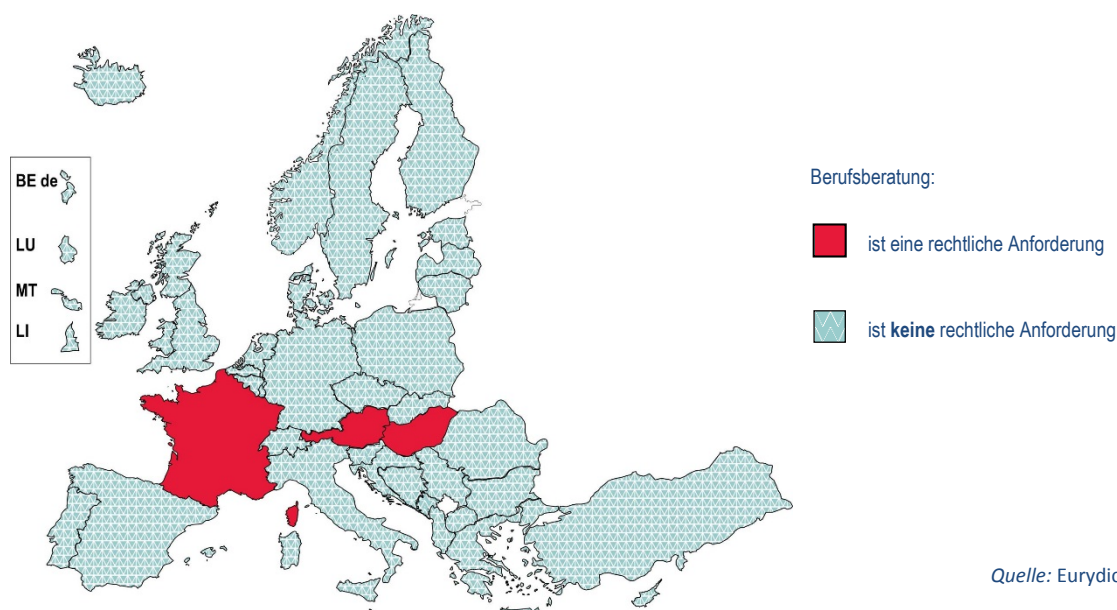 BE de
LU
MT
LI
Berufsberatung:
ist eine rechtliche Anforderung
ist keine rechtliche Anforderung
Quelle: Eurydic